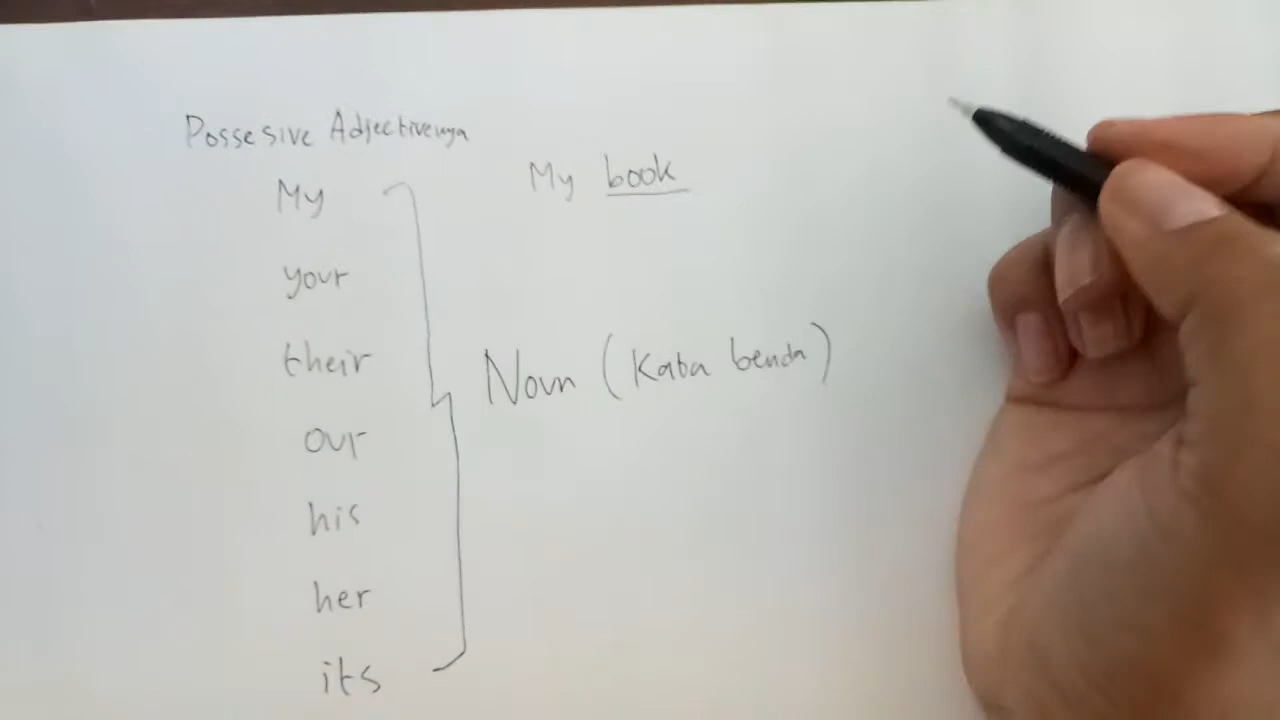 Possesive Adjectivenya
My
My book
your
their
Noun (Kata benda)
our
his
her
its